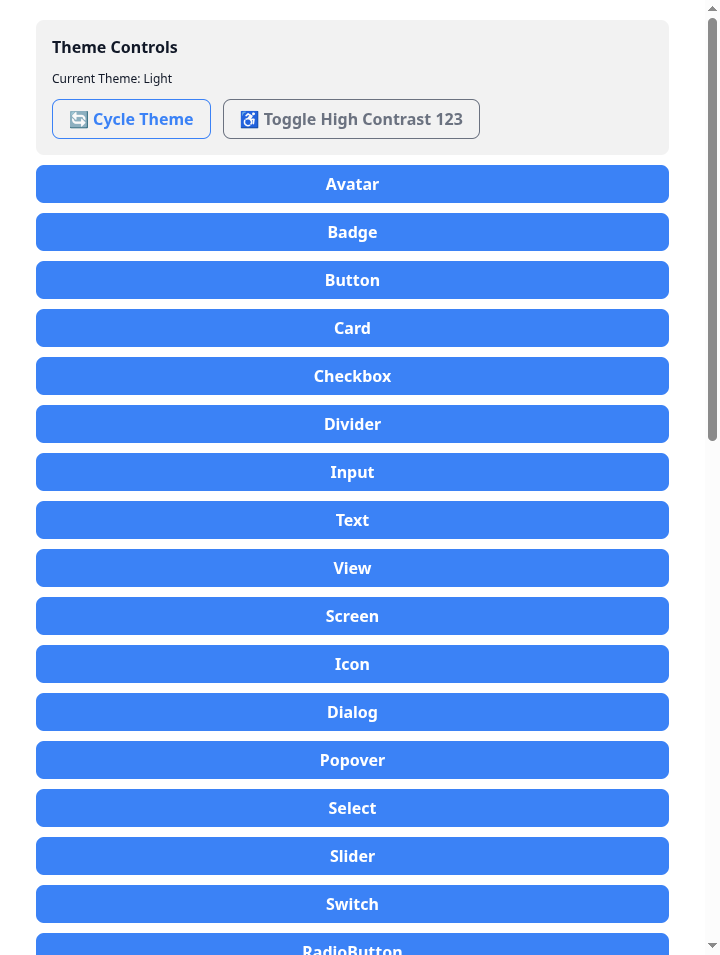 Theme Controls
Current Theme: Light
🔄 Cycle Theme
♿ Toggle High Contrast 123
Avatar
Badge
Button
Card
Checkbox
Divider
Input
Text
View
Screen
Icon
Dialog
Popover
Select
Slider
Switch
RadioButton